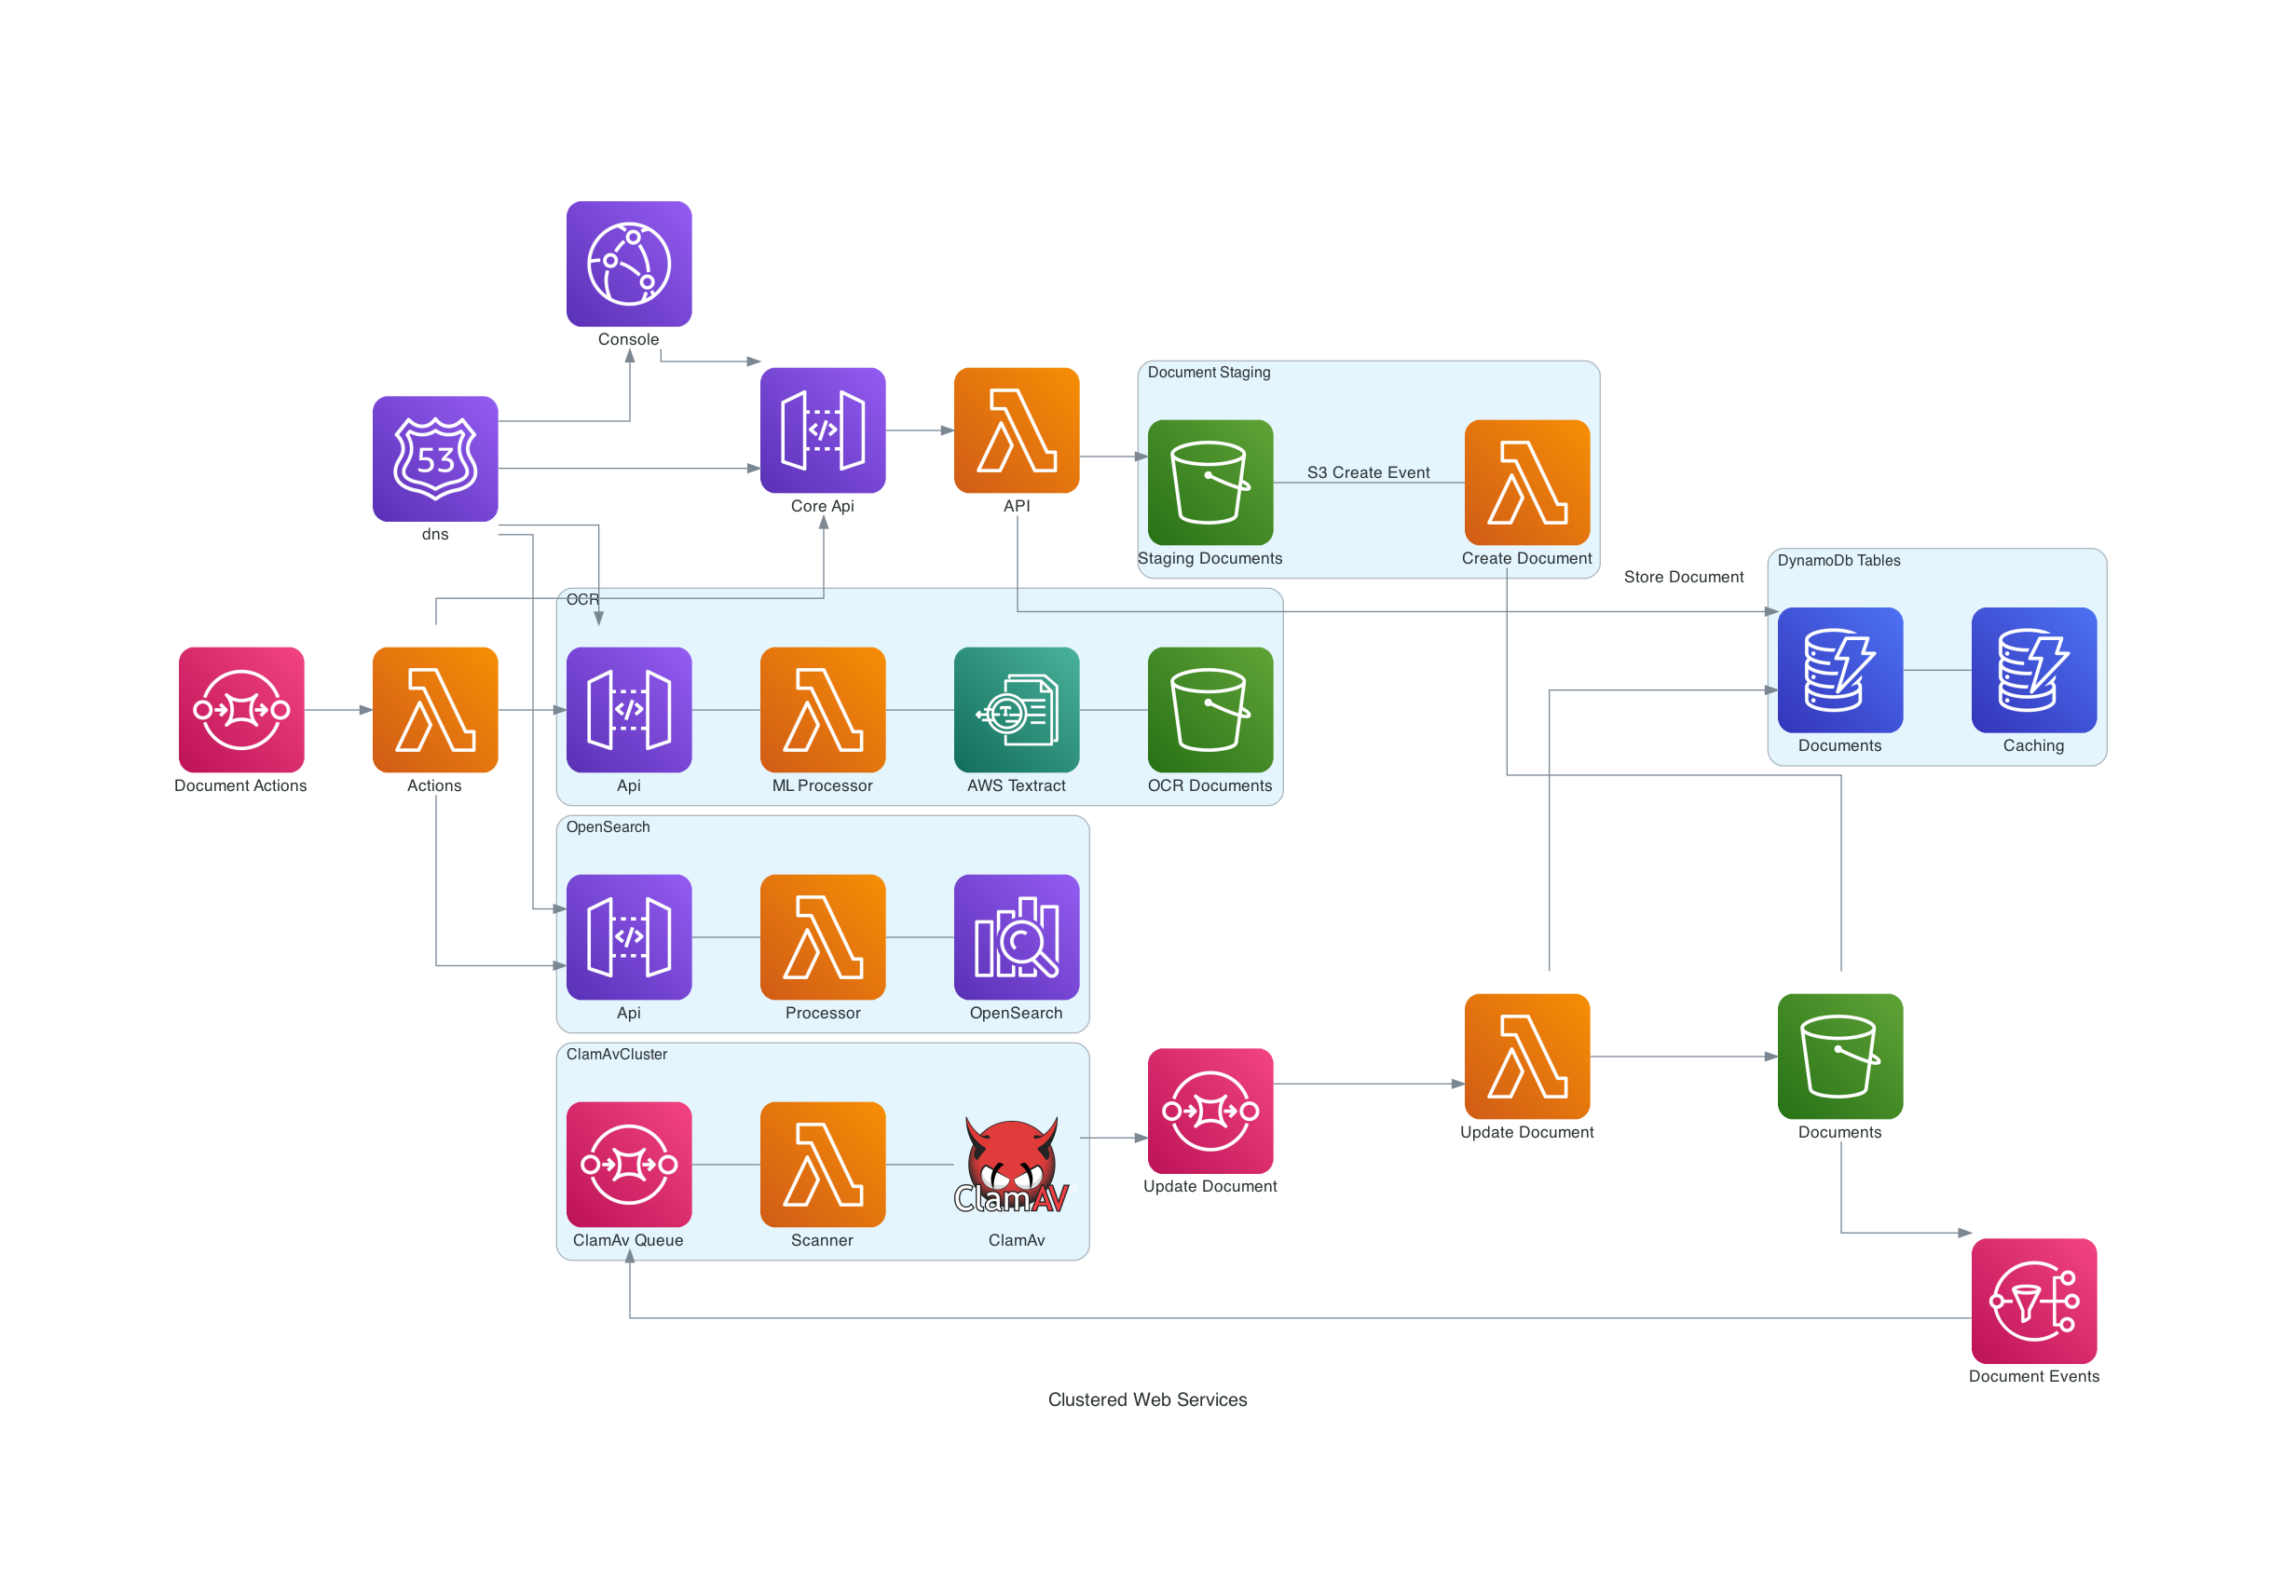 Console
Document Staging
53
dns
</>
Core Api
API
S3 Create Event
Staging Documents
Create Document
Store Document
DynamoDb Tables
Documents
Caching
OCR
Document Actions
Actions
</>
Api
ML Processor
T
AWS Textract
OCR Documents
OpenSearch
</>
Api
Processor
OpenSearch
ClamAvCluster
ClamAv Queue
Scanner
ClamAV
ClamAv
Update Document
Update Document
Documents
Document Events
Clustered Web Services